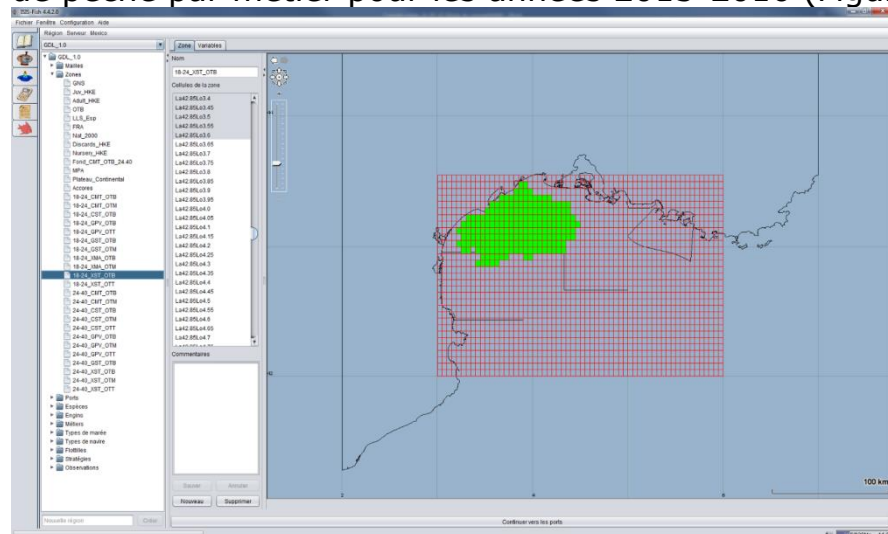 de pêche par métier pour les années 2015-2016 (Figu
ISIS-Fish 4.4.2.0
Fichier Fenêtre Configuration Aide
Région Serveur Mexico
GDL_1.0
GDL_1.0
Mailles
Zones
GNS
Juv_HKE
Adult_HKE
OTB
LLS_Esp
FRA
Nat_2000
Discards_HKE
Nursery_HKE
Fond_CMT_OTB_24.40
MPA
Plateau_Continental
Accores
18-24_CMT_OTB
18-24_CMT_OTM
18-24_CST_OTB
18-24_GPV_OTB
18-24_GPV_OTT
18-24_GST_OTB
18-24_GST_OTM
18-24_XMA_OTB
18-24_XMA_OTM
18-24_XST_OTB
18-24_XST_OTT
24-40_CMT_OTB
24-40_CMT_OTM
24-40_CST_OTB
24-40_CST_OTT
24-40_GPV_OTB
24-40_GPV_OTM
24-40_GPV_OTT
24-40_GST_OTB
24-40_XST_OTB
24-40_XST_OTM
24-40_XST_OTT
Ports
Espèces
Engins
Métiers
Types de marée
Types de navire
Flottilles
Stratégies
Observations
Nouvelle région
Créer
Zone Variables
Nom
18-24_XST_OTB
Cellules de la zone
La42.85Lo3.4
La42.85Lo3.45
La42.85Lo3.5
La42.85Lo3.55
La42.85Lo3.6
La42.85Lo3.65
La42.85Lo3.7
La42.85Lo3.75
La42.85Lo3.8
La42.85Lo3.85
La42.85Lo3.9
La42.85Lo3.95
La42.85Lo4.0
La42.85Lo4.05
La42.85Lo4.1
La42.85Lo4.15
La42.85Lo4.2
La42.85Lo4.25
La42.85Lo4.3
La42.85Lo4.35
La42.85Lo4.4
La42.85Lo4.45
La42.85Lo4.5
La42.85Lo4.55
La42.85Lo4.6
La42.85Lo4.65
La42.85Lo4.7
Commentaires
Sauver Annuler
Nouveau Supprimer
100 km
Continuer vers les ports